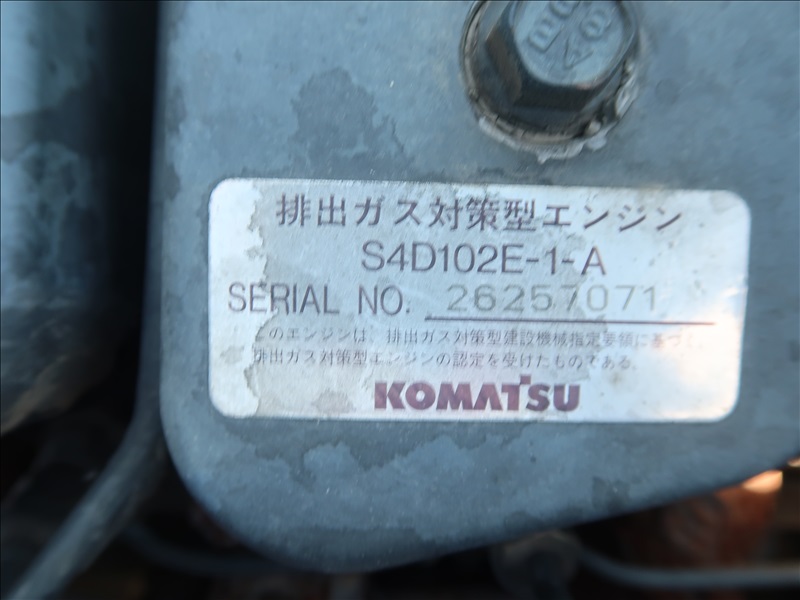 排出ガス対策型エンジン
S4D102E-1-A
SERIAL NO. 26257071
このエンジンは、排出ガス対策型建設機械指定要領に基づき、
排出ガス対策型エンジンの認定を受けたものである。
KOMATSU